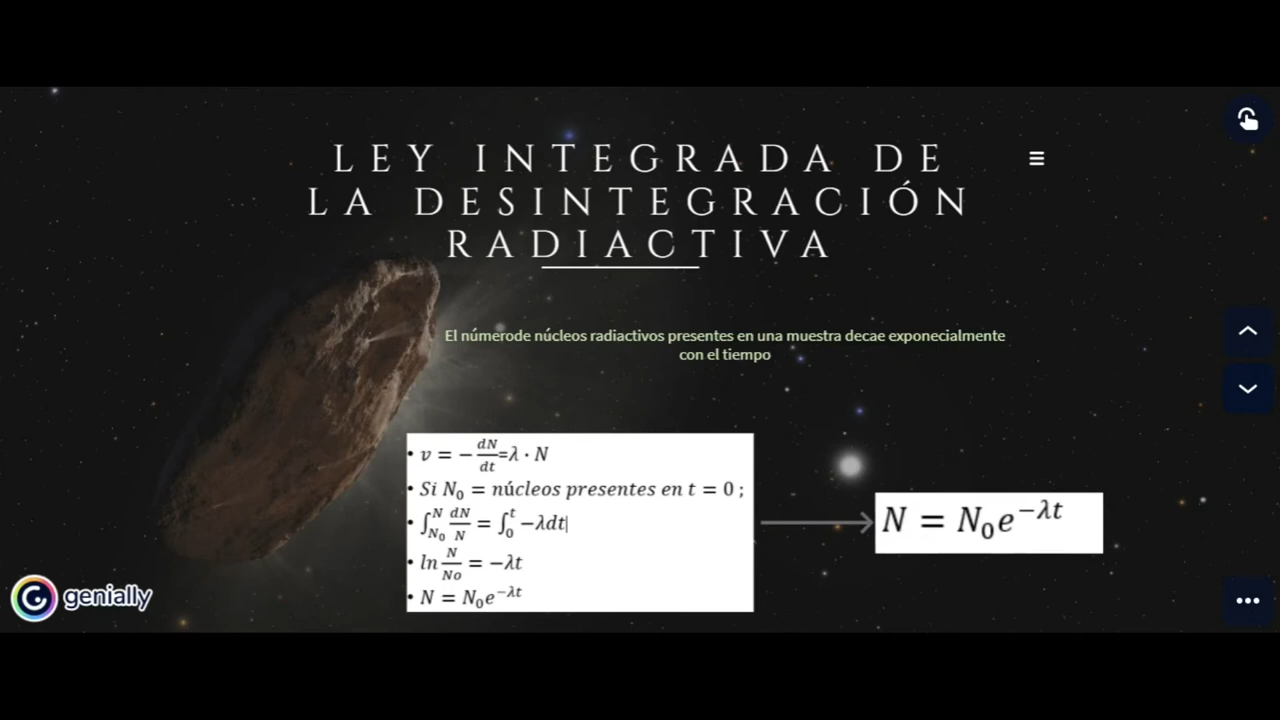 LEY INTEGRADA DE
LA DESINTEGRACIÓN
RADIACTIVA
El númerode núcleos radiactivos presentes en una muestra decae exponecialmente
con el tiempo
• v = − dN/dt = λ · N
• Si N₀ = núcleos presentes en t = 0 ;
• ∫_{N₀}^{N} dN/N = ∫_0^t −λdt
• ln N/No = −λt
• N = N₀e^{−λt}
N = N₀e^{−λt}
genially